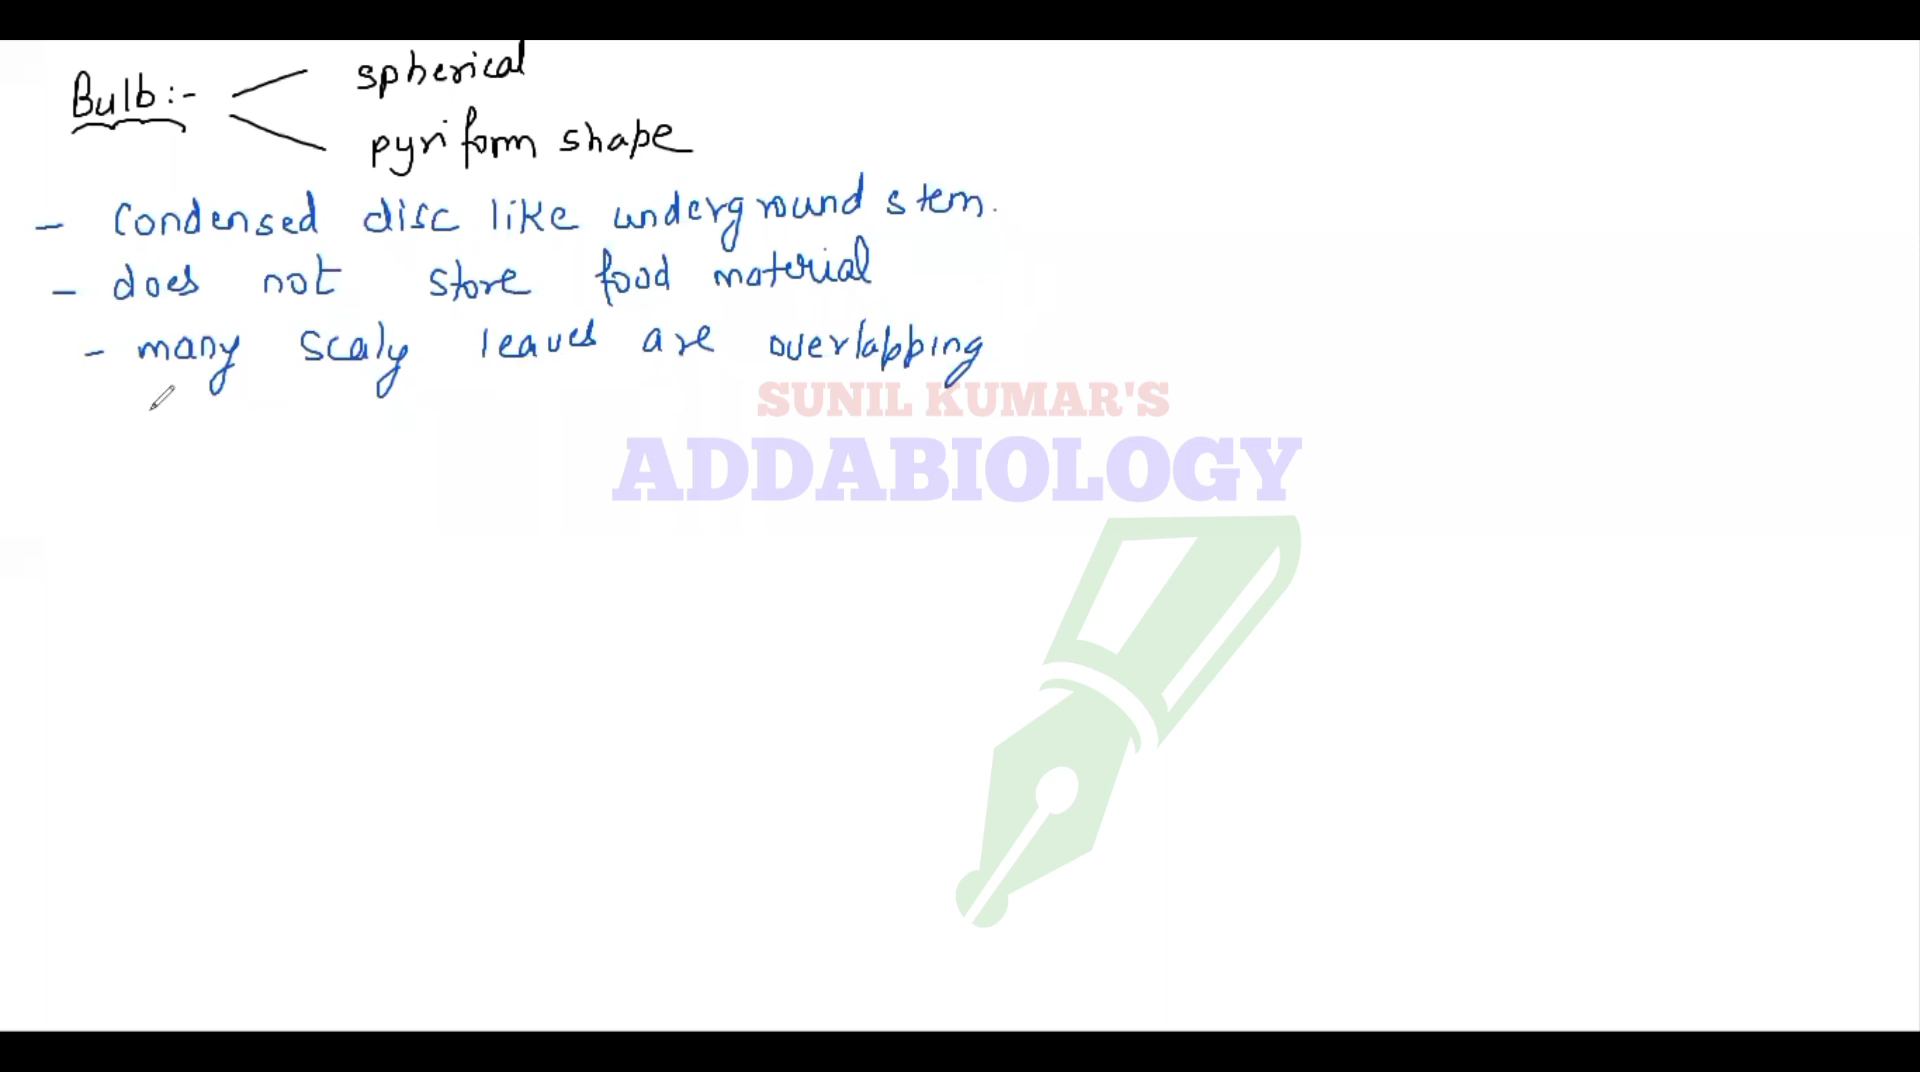 Bulb:-
spherical
pyriform shape
- Condensed disc like underground stem.
- does not store food material
- many scaly leaves are overlapping
SUNIL KUMAR'S
ADDABIOLOGY